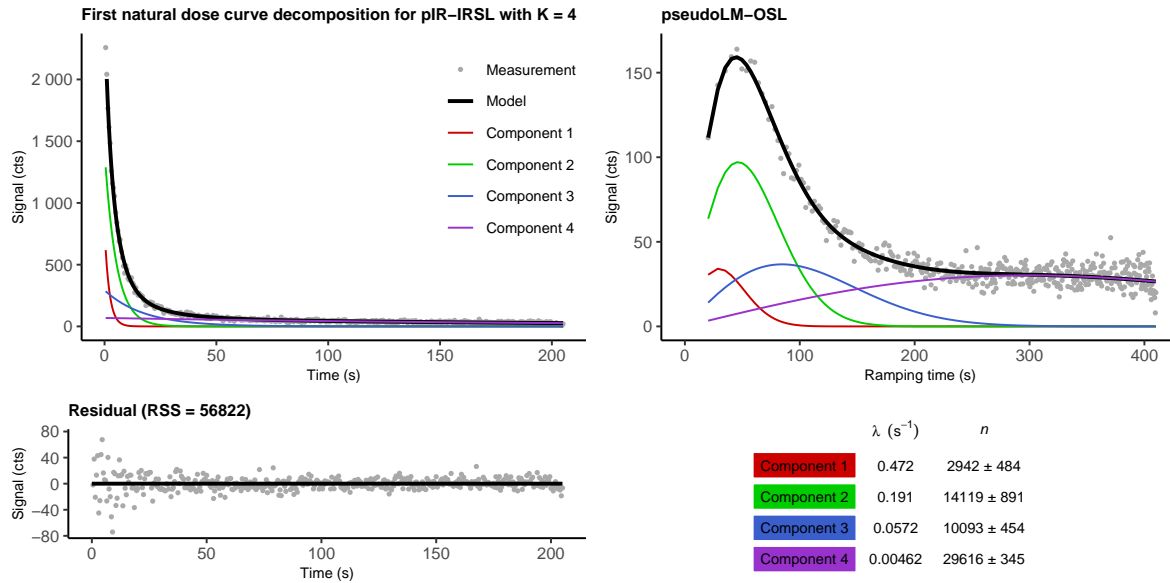 First natural dose curve decomposition for pIR−IRSL with K = 4
2 000
1 500
1 000
500
0
Signal (cts)
0 50 100 150 200
Time (s)
Measurement
Model
Component 1
Component 2
Component 3
Component 4
pseudoLM−OSL
150
100
50
0
Signal (cts)
0 100 200 300 400
Ramping time (s)
Residual (RSS = 56822)
80
40
0
−40
−80
Signal (cts)
0 50 100 150 200
Time (s)
λ (s⁻¹) n
Component 1 0.472 2942 ± 484
Component 2 0.191 14119 ± 891
Component 3 0.0572 10093 ± 454
Component 4 0.00462 29616 ± 345